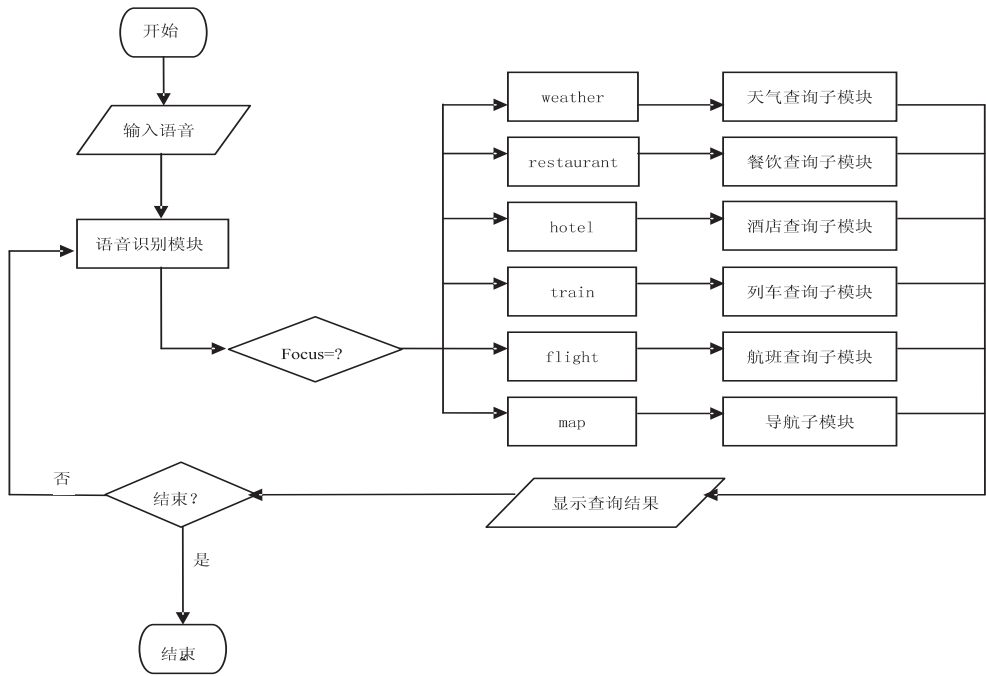 开始
输入语音
语音识别模块
Focus=?
weather
天气查询子模块
restaurant
餐饮查询子模块
hotel
酒店查询子模块
train
列车查询子模块
flight
航班查询子模块
map
导航子模块
显示查询结果
结束?
否
是
结束